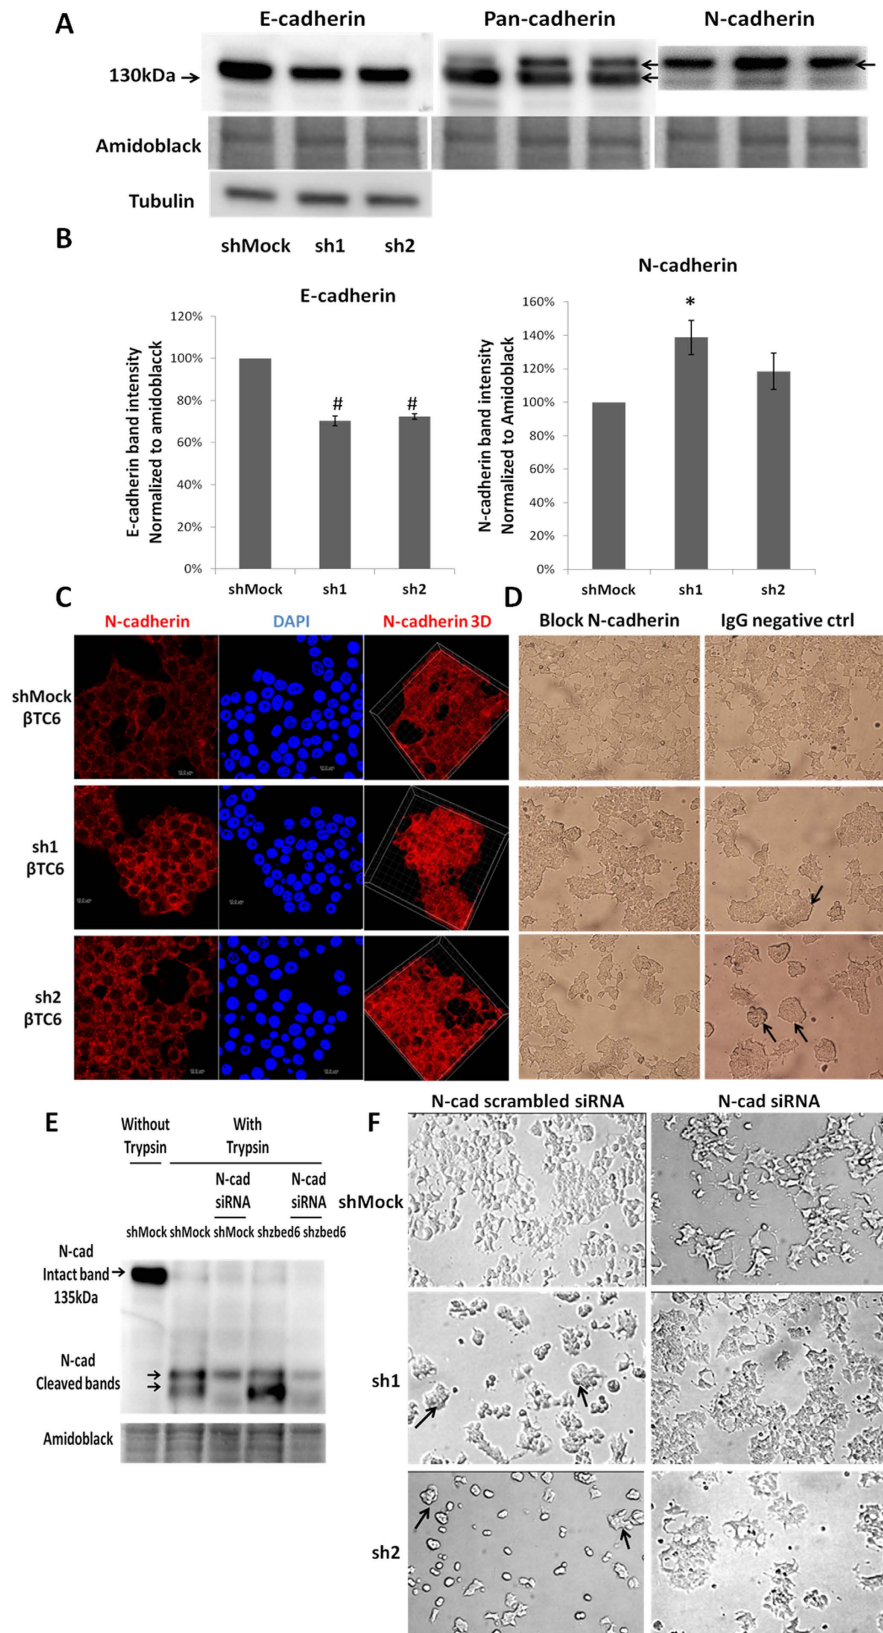 A
E-cadherin
Pan-cadherin
N-cadherin
130kDa
Amidoblack
Tubulin
shMock sh1 sh2
B
E-cadherin
E-cadherin band intensity
Normalized to amidoblacck
120%
100%
80%
60%
40%
20%
0%
#
#
shMock
sh1
sh2
N-cadherin
N-cadherin band intensity
Normalized to Amidoblack
160%
140%
120%
100%
80%
60%
40%
20%
0%
*
shMock
sh1
sh2
C
N-cadherin
DAPI
N-cadherin 3D
shMock
βTC6
sh1
βTC6
sh2
βTC6
D
Block N-cadherin
IgG negative ctrl
E
Without
Trypsin
With
Trypsin
N-cad
siRNA
N-cad
siRNA
shMock shMock shMock shzbed6 shzbed6
N-cad
Intact band
135kDa
N-cad
Cleaved bands
Amidoblack
F
N-cad scrambled siRNA
N-cad siRNA
shMock
sh1
sh2